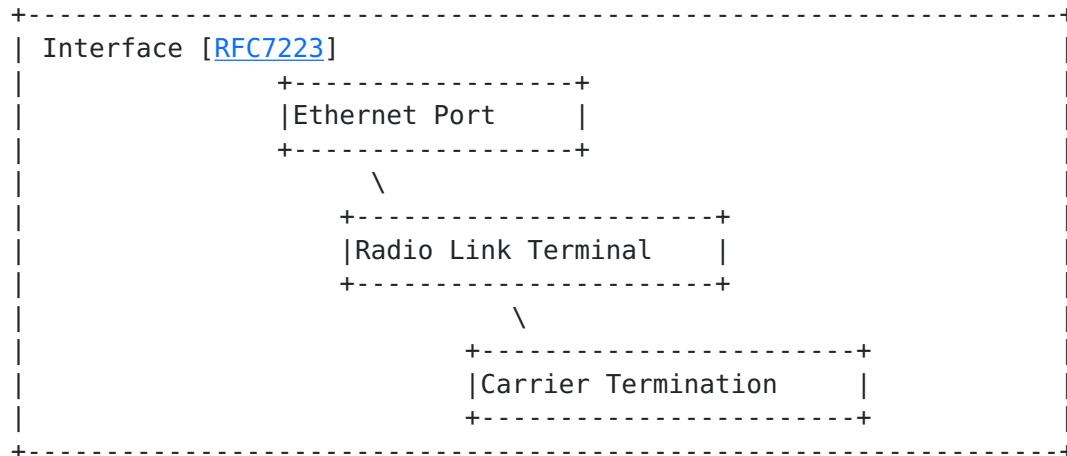 Interface [RFC7223]
Ethernet Port
Radio Link Terminal
Carrier Termination